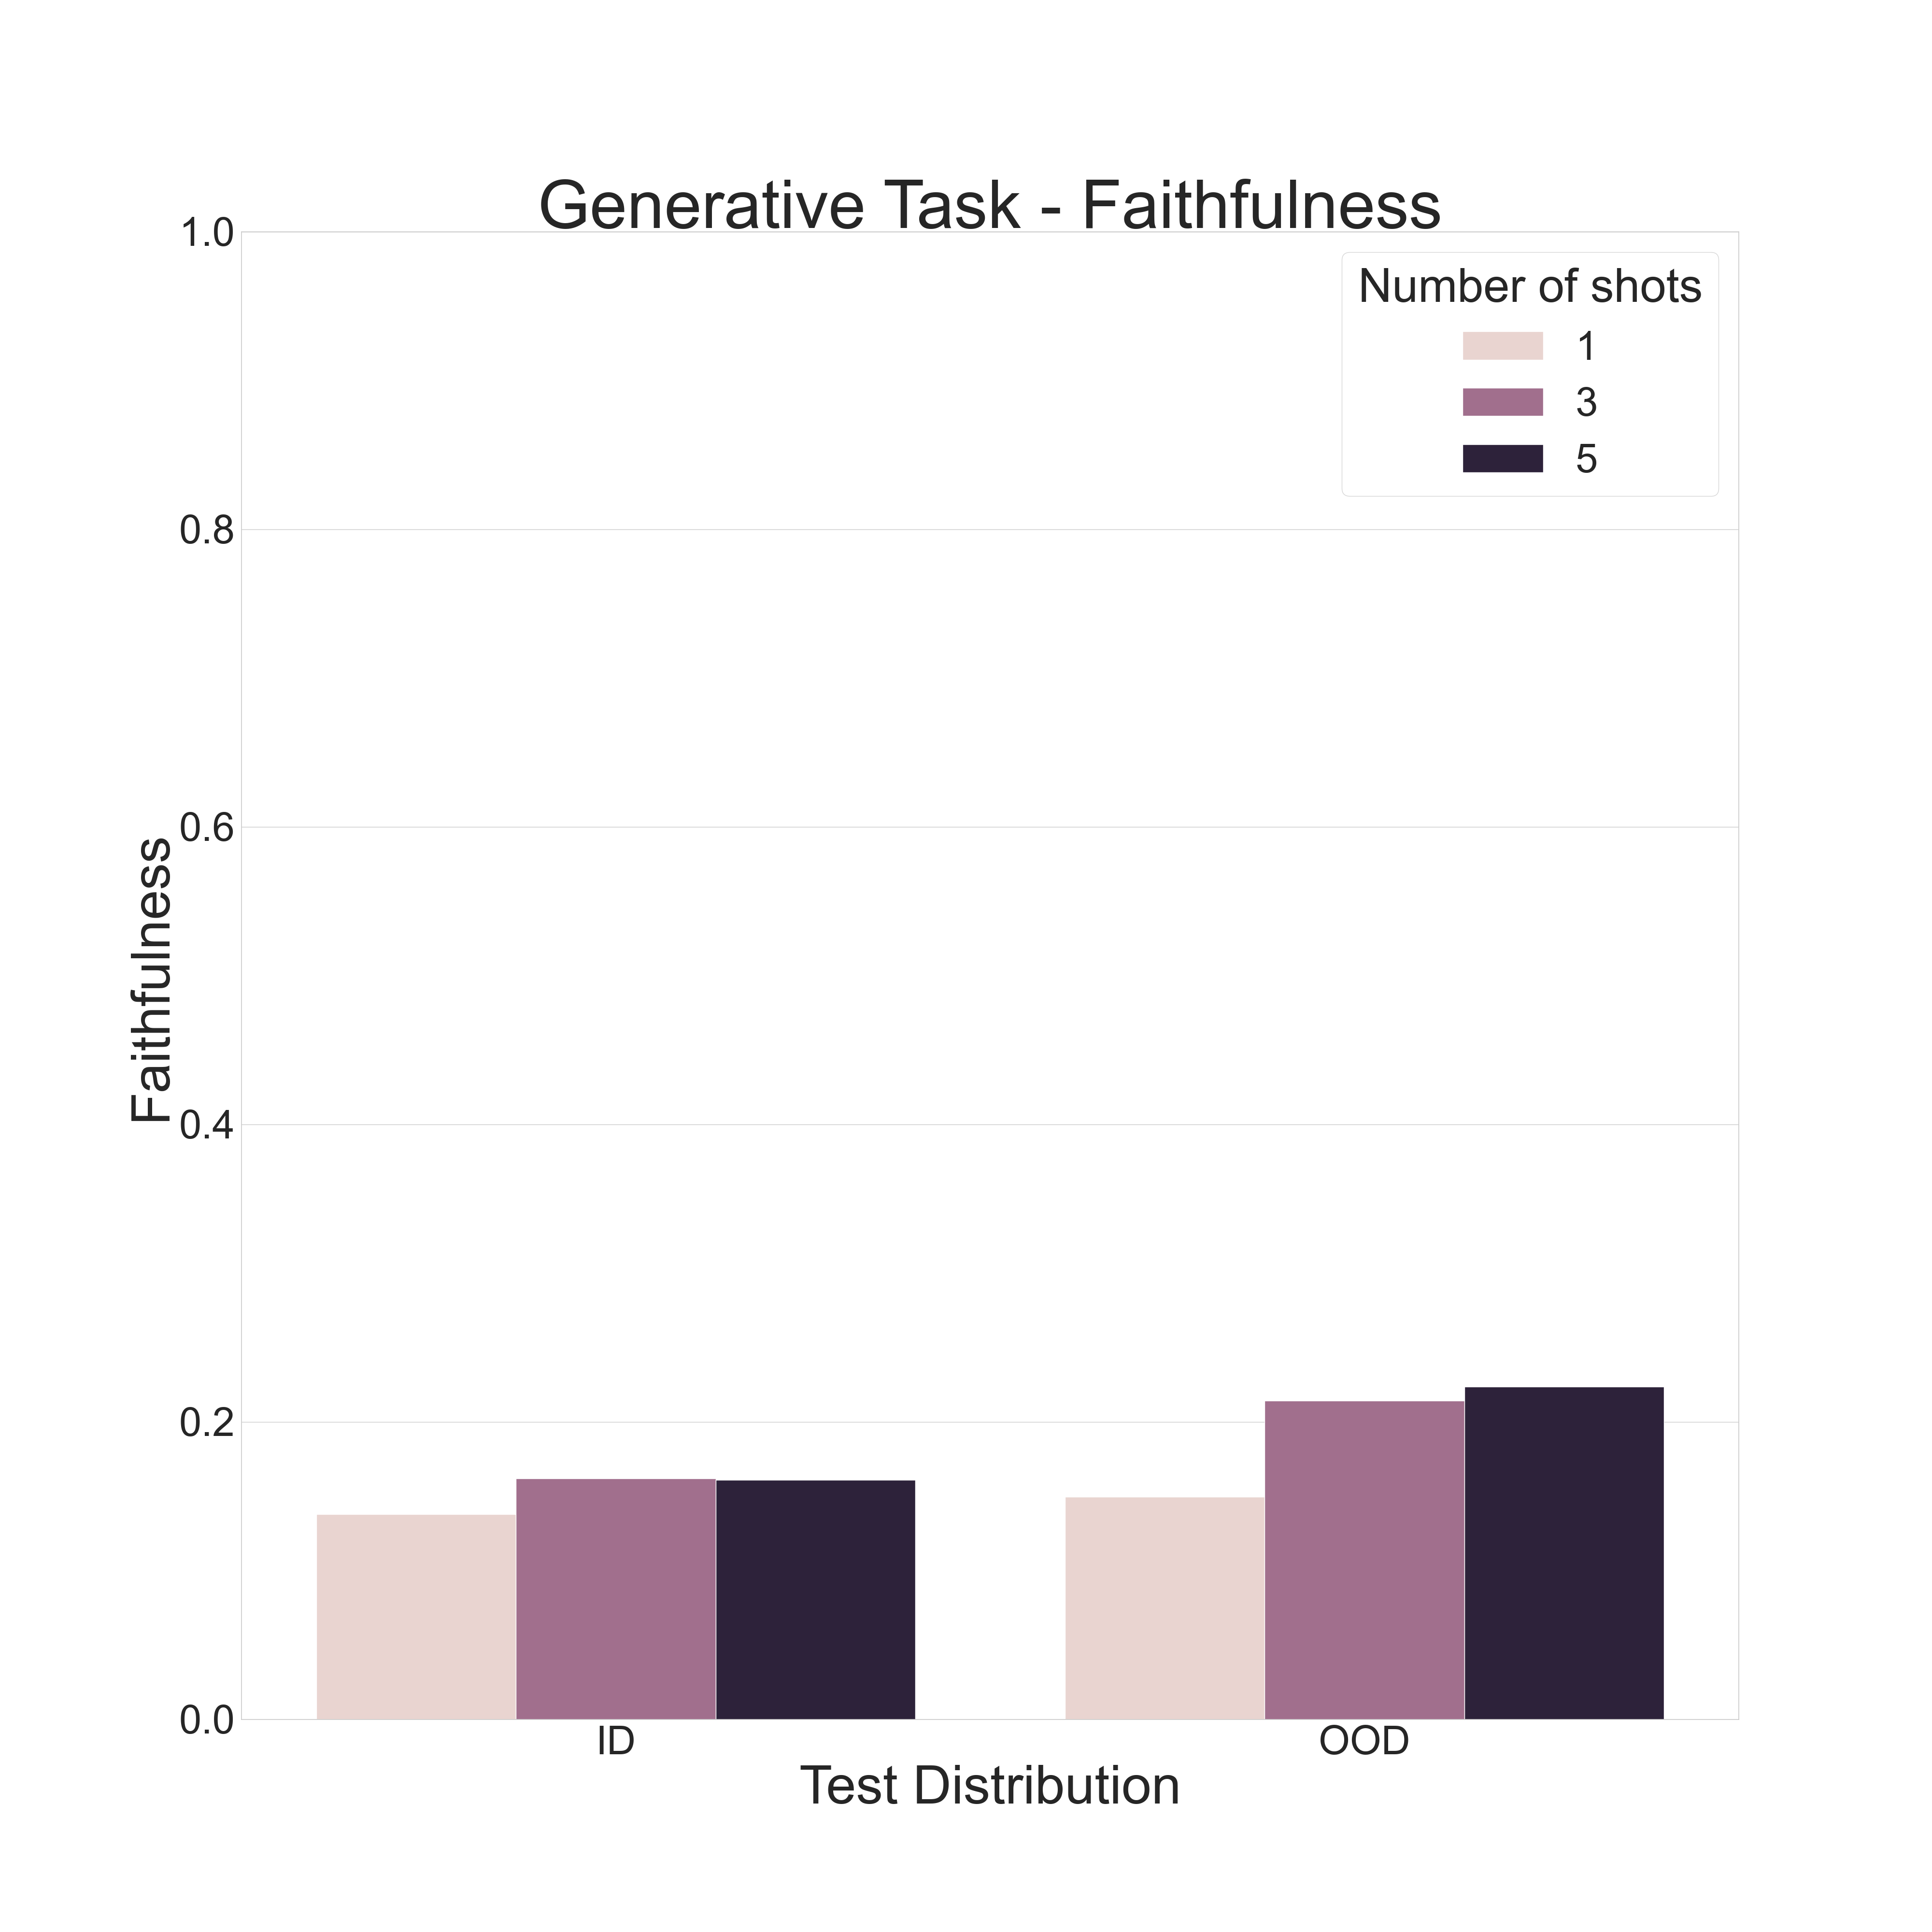 Generative Task - Faithfulness
Number of shots
1
3
5
1.0
0.8
0.6
0.4
0.2
0.0
Faithfulness
ID
OOD
Test Distribution